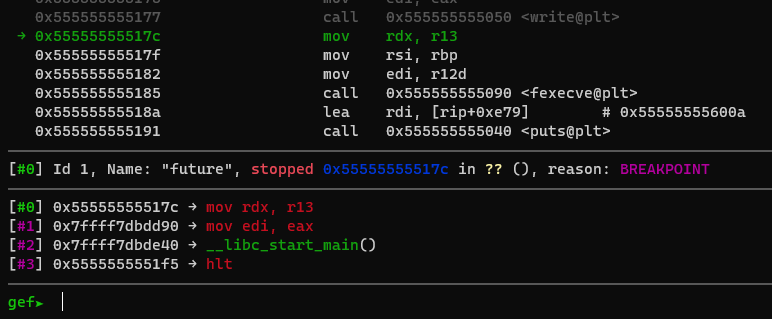 mov edi, eax
0x555555555177 call 0x555555555050 <write@plt>
→ 0x55555555517c mov rdx, r13
0x55555555517f mov rsi, rbp
0x555555555182 mov edi, r12d
0x555555555185 call 0x555555555090 <fexecve@plt>
0x55555555518a lea rdi, [rip+0xe79] # 0x55555555600a
0x555555555191 call 0x555555555040 <puts@plt>
[#0] Id 1, Name: "future", stopped 0x55555555517c in ?? (), reason: BREAKPOINT
[#0] 0x55555555517c → mov rdx, r13
[#1] 0x7ffff7dbdd90 → mov edi, eax
[#2] 0x7ffff7dbde40 → __libc_start_main()
[#3] 0x5555555551f5 → hlt
gef➤